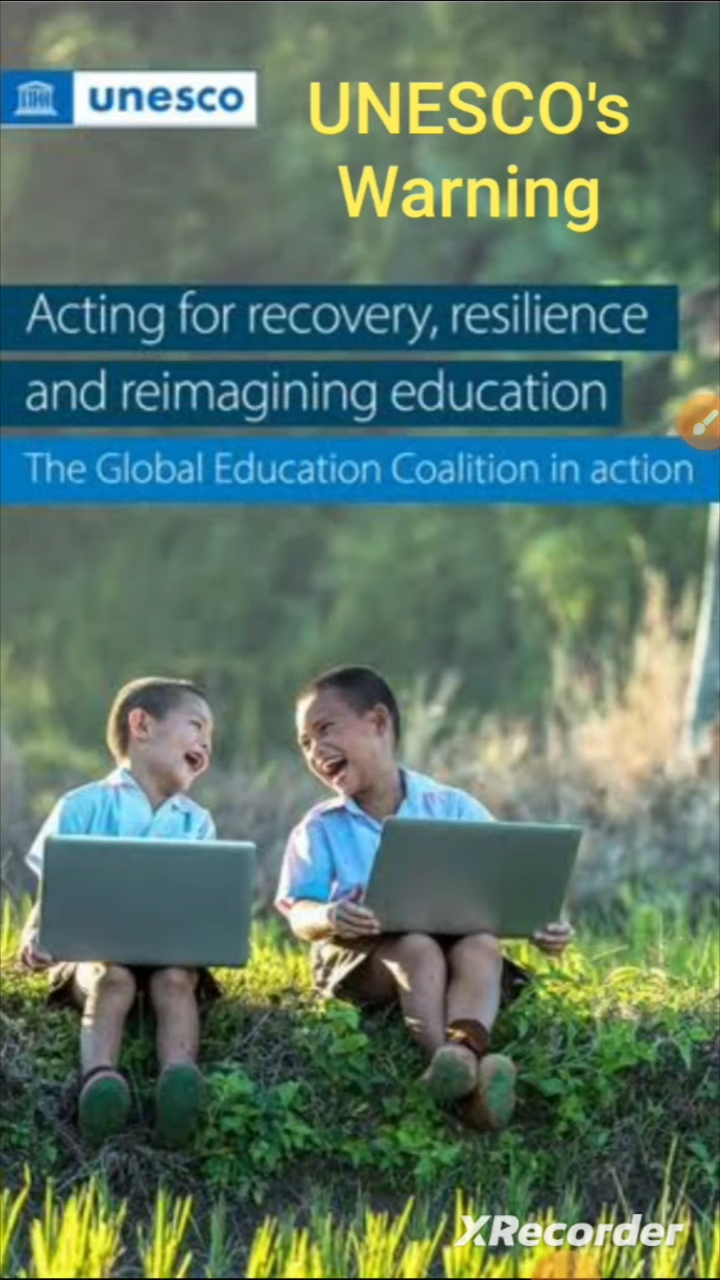 unesco
UNESCO's
Warning
Acting for recovery, resilience
and reimagining education
The Global Education Coalition in action
XRecorder